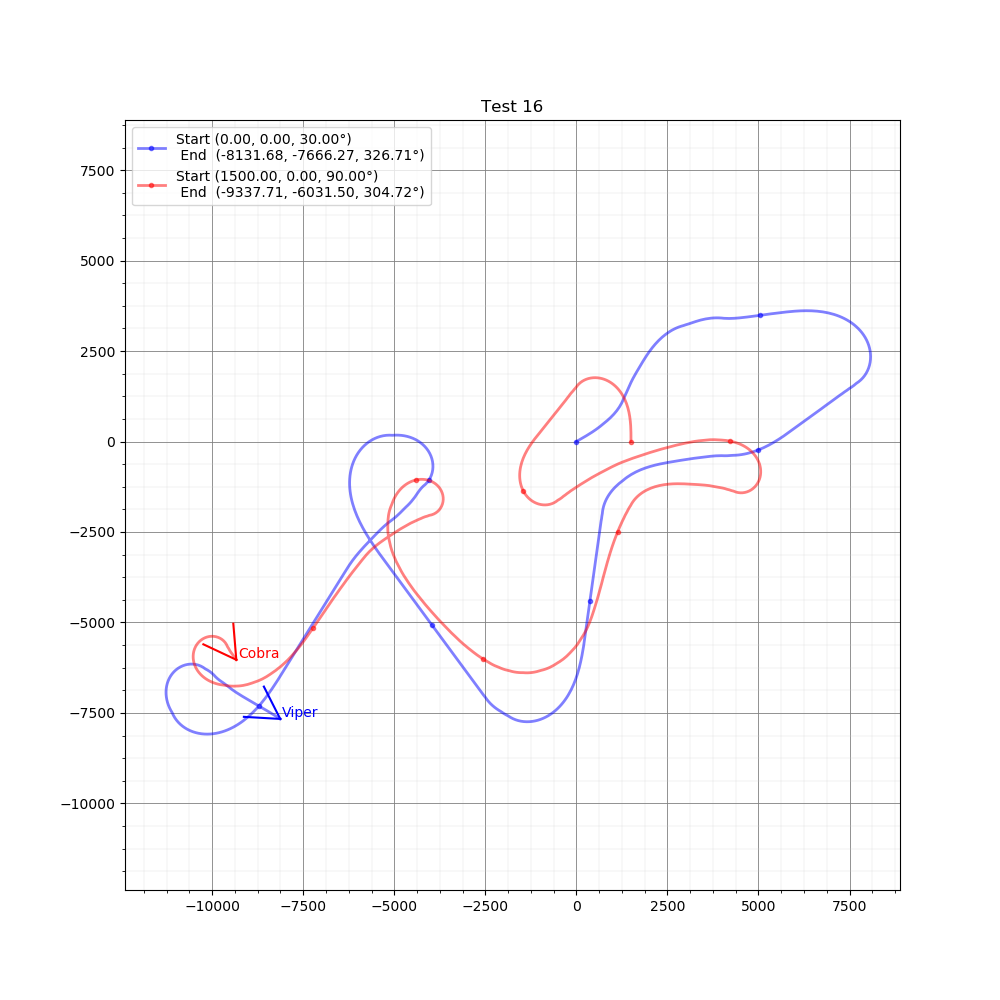 Test 16
Start (0.00, 0.00, 30.00°)
End (-8131.68, -7666.27, 326.71°)
Start (1500.00, 0.00, 90.00°)
End (-9337.71, -6031.50, 304.72°)
7500
5000
2500
0
−2500
−5000
−7500
−10000
Cobra
Viper
−10000 −7500 −5000 −2500 0 2500 5000 7500